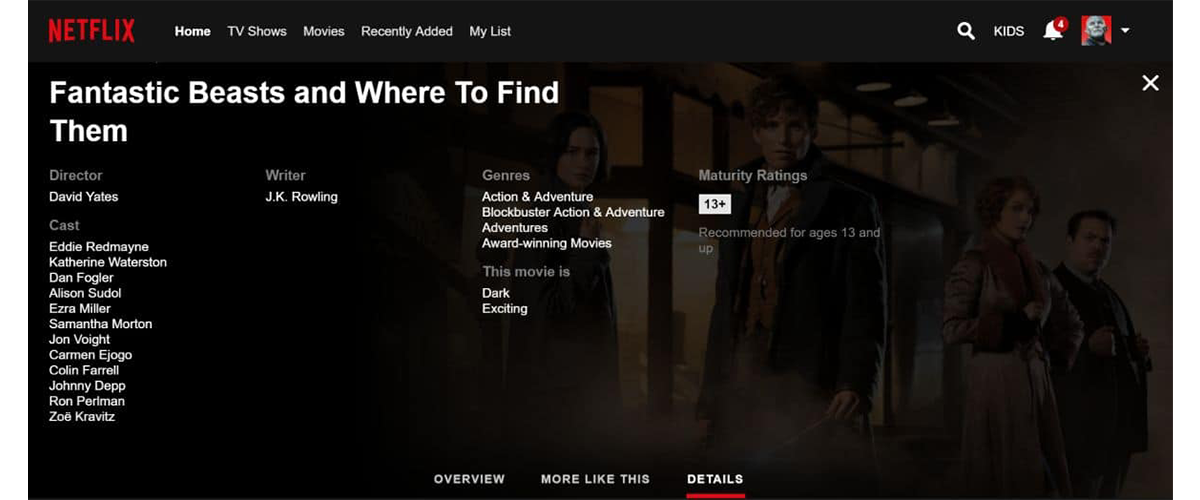 NETFLIX
Home TV Shows Movies Recently Added My List
KIDS
4
Fantastic Beasts and Where To Find
Them
Director
David Yates
Cast
Eddie Redmayne
Katherine Waterston
Dan Fogler
Alison Sudol
Ezra Miller
Samantha Morton
Jon Voight
Carmen Ejogo
Colin Farrell
Johnny Depp
Ron Perlman
Zoë Kravitz
Writer
J.K. Rowling
Genres
Action & Adventure
Blockbuster Action & Adventure
Adventures
Award-winning Movies
This movie is
Dark
Exciting
Maturity Ratings
13+
Recommended for ages 13 and
up
OVERVIEW MORE LIKE THIS DETAILS